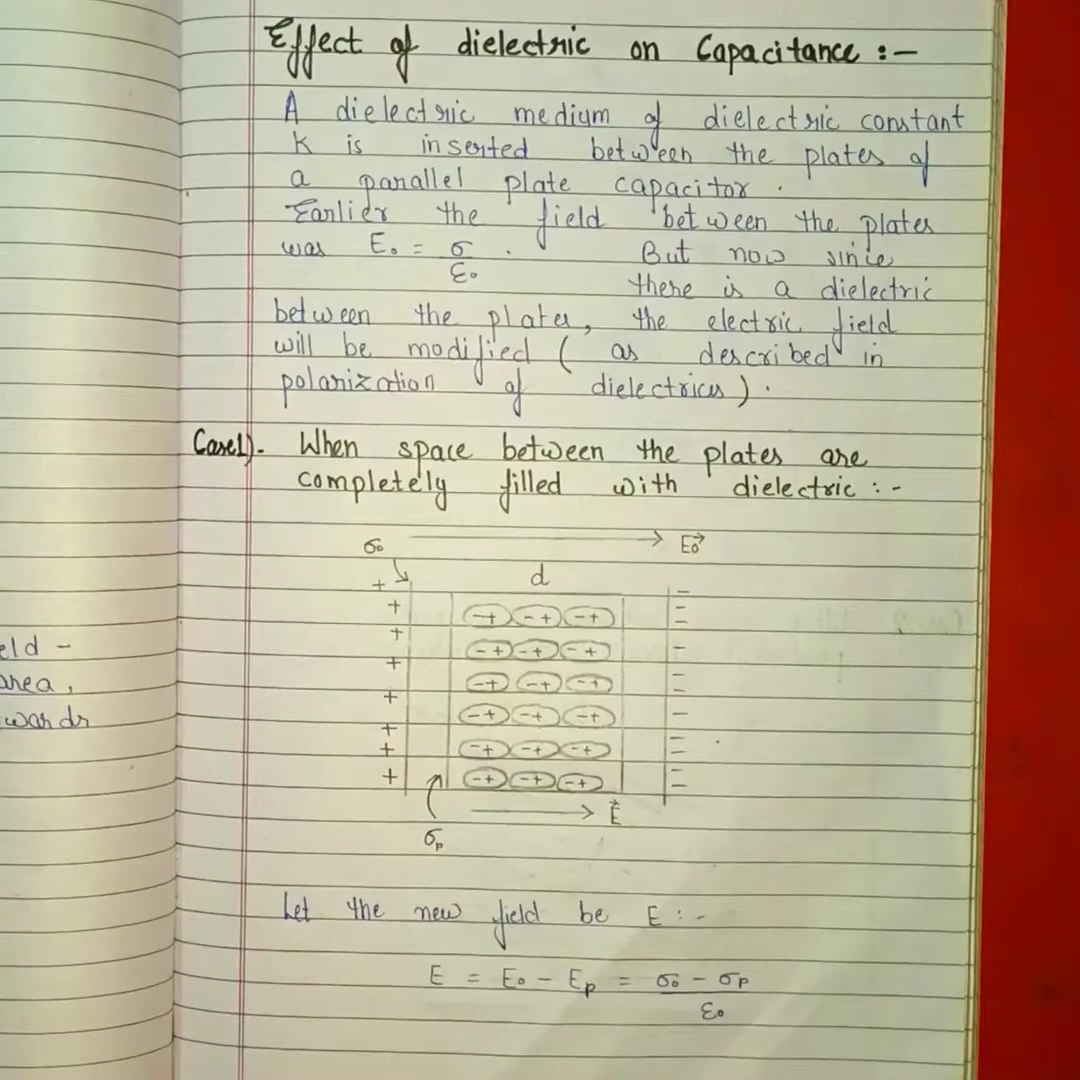 Effect of dielectric on Capacitance :-
A dielectric medium of dielectric constant
K is inserted between the plates of
a parallel plate capacitor .
Earlier the field between the plates
was E₀ = σ/ε₀ . But now since
there is a dielectric
between the plates, the electric field
will be modified ( as described in
polarization of dielectrics ) .
Case1). When space between the plates are
completely filled with dielectric : -
σ₀ → E₀⃗
d
+ - + - + - + -
+ -
+ - + - + - + -
+ - + - + - + -
+ - + - + - + -
+ -
+ - + - + - + -
+ - + - + - + -
→ E⃗
σₚ
eld -
area ,
wards
Let the new field be E : -
E = E₀ - Eₚ = σ₀ - σₚ
ε₀